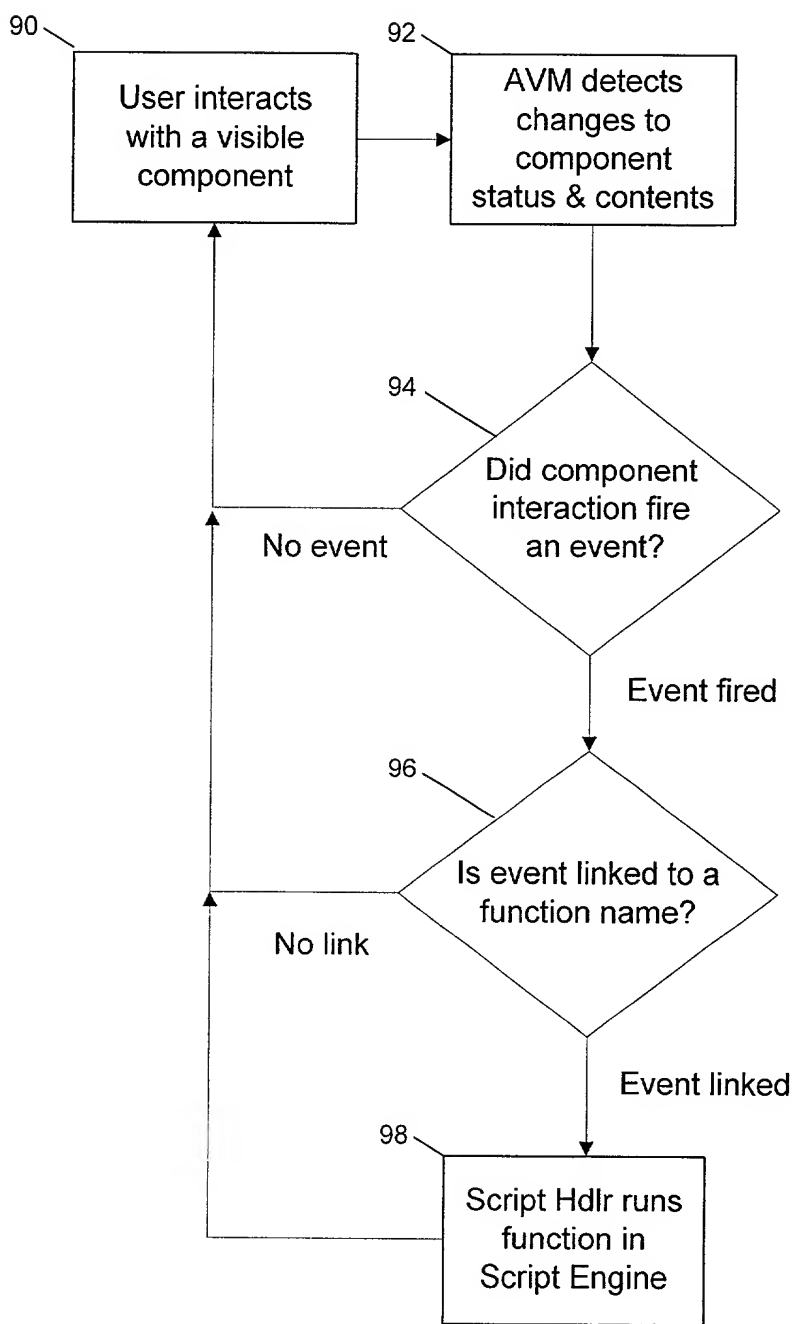 90
User interacts
with a visible
component
92
AVM detects
changes to
component
status & contents
94
Did component
interaction fire
an event?
No event
Event fired
96
Is event linked to a
function name?
No link
Event linked
98
Script Hdlr runs
function in
Script Engine